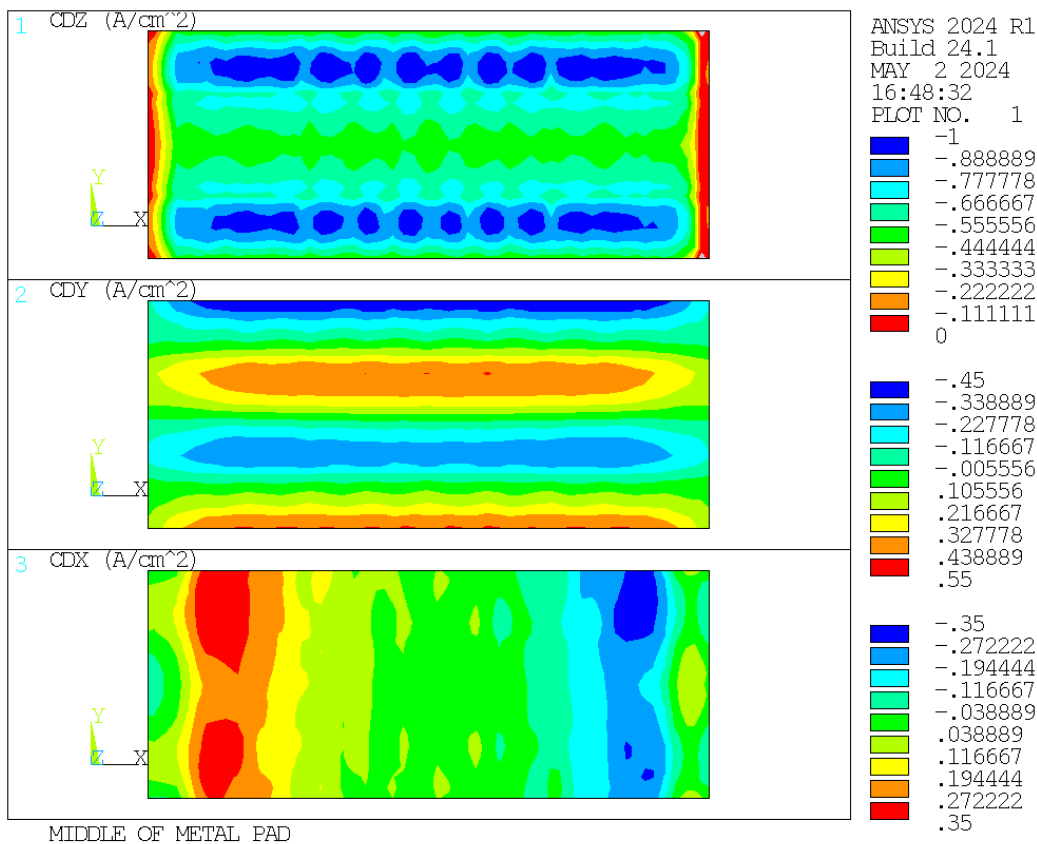 1 CDZ (A/cm^2)
Y
Z X
2 CDY (A/cm^2)
Y
Z X
3 CDX (A/cm^2)
Y
Z X
MIDDLE OF METAL PAD
ANSYS 2024 R1
Build 24.1
MAY 2 2024
16:48:32
PLOT NO. 1
-1
-.888889
-.777778
-.666667
-.555556
-.444444
-.333333
-.222222
-.111111
0
-.45
-.338889
-.227778
-.116667
-.005556
.105556
.216667
.327778
.438889
.55
-.35
-.272222
-.194444
-.116667
-.038889
.038889
.116667
.194444
.272222
.35